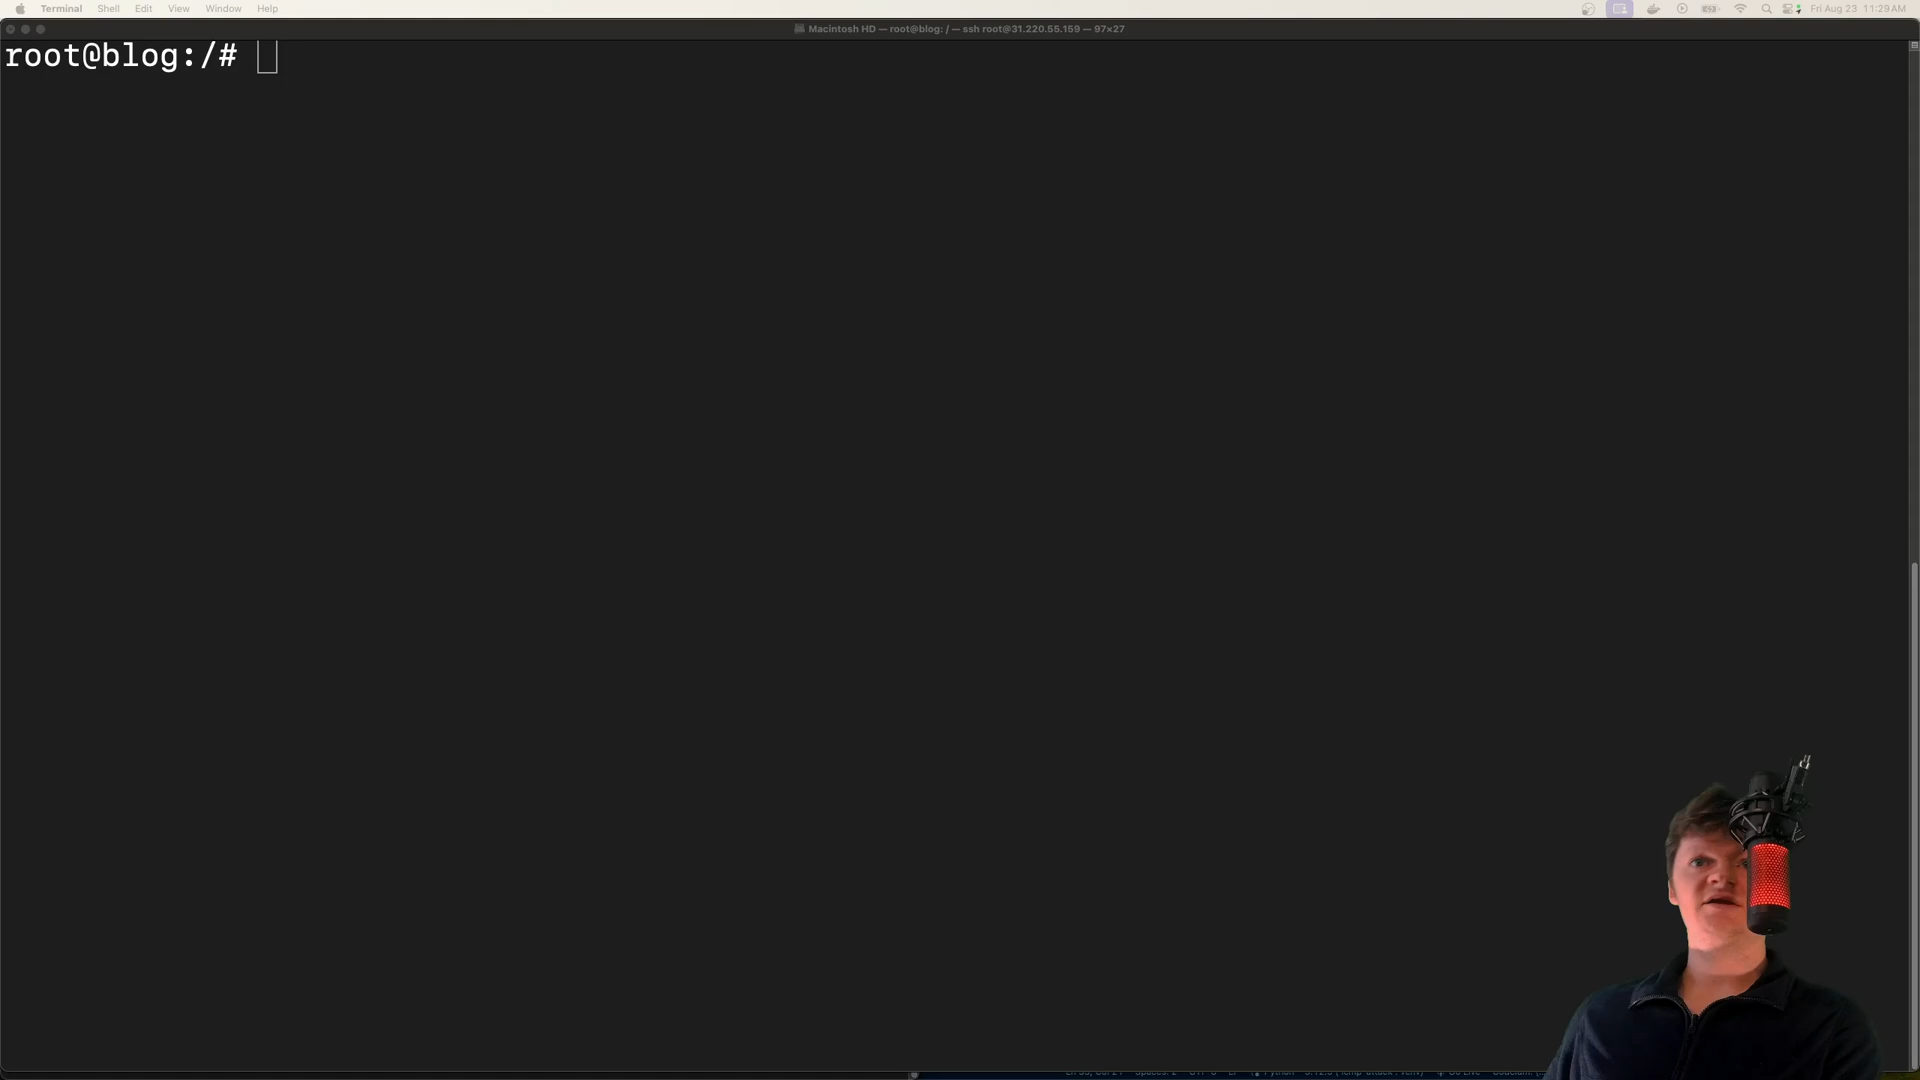 Terminal Shell Edit View Window Help Fri Aug 23 11:29 AM
Macintosh HD — root@blog: / — ssh root@31.220.55.159 — 97×27
root@blog:/#